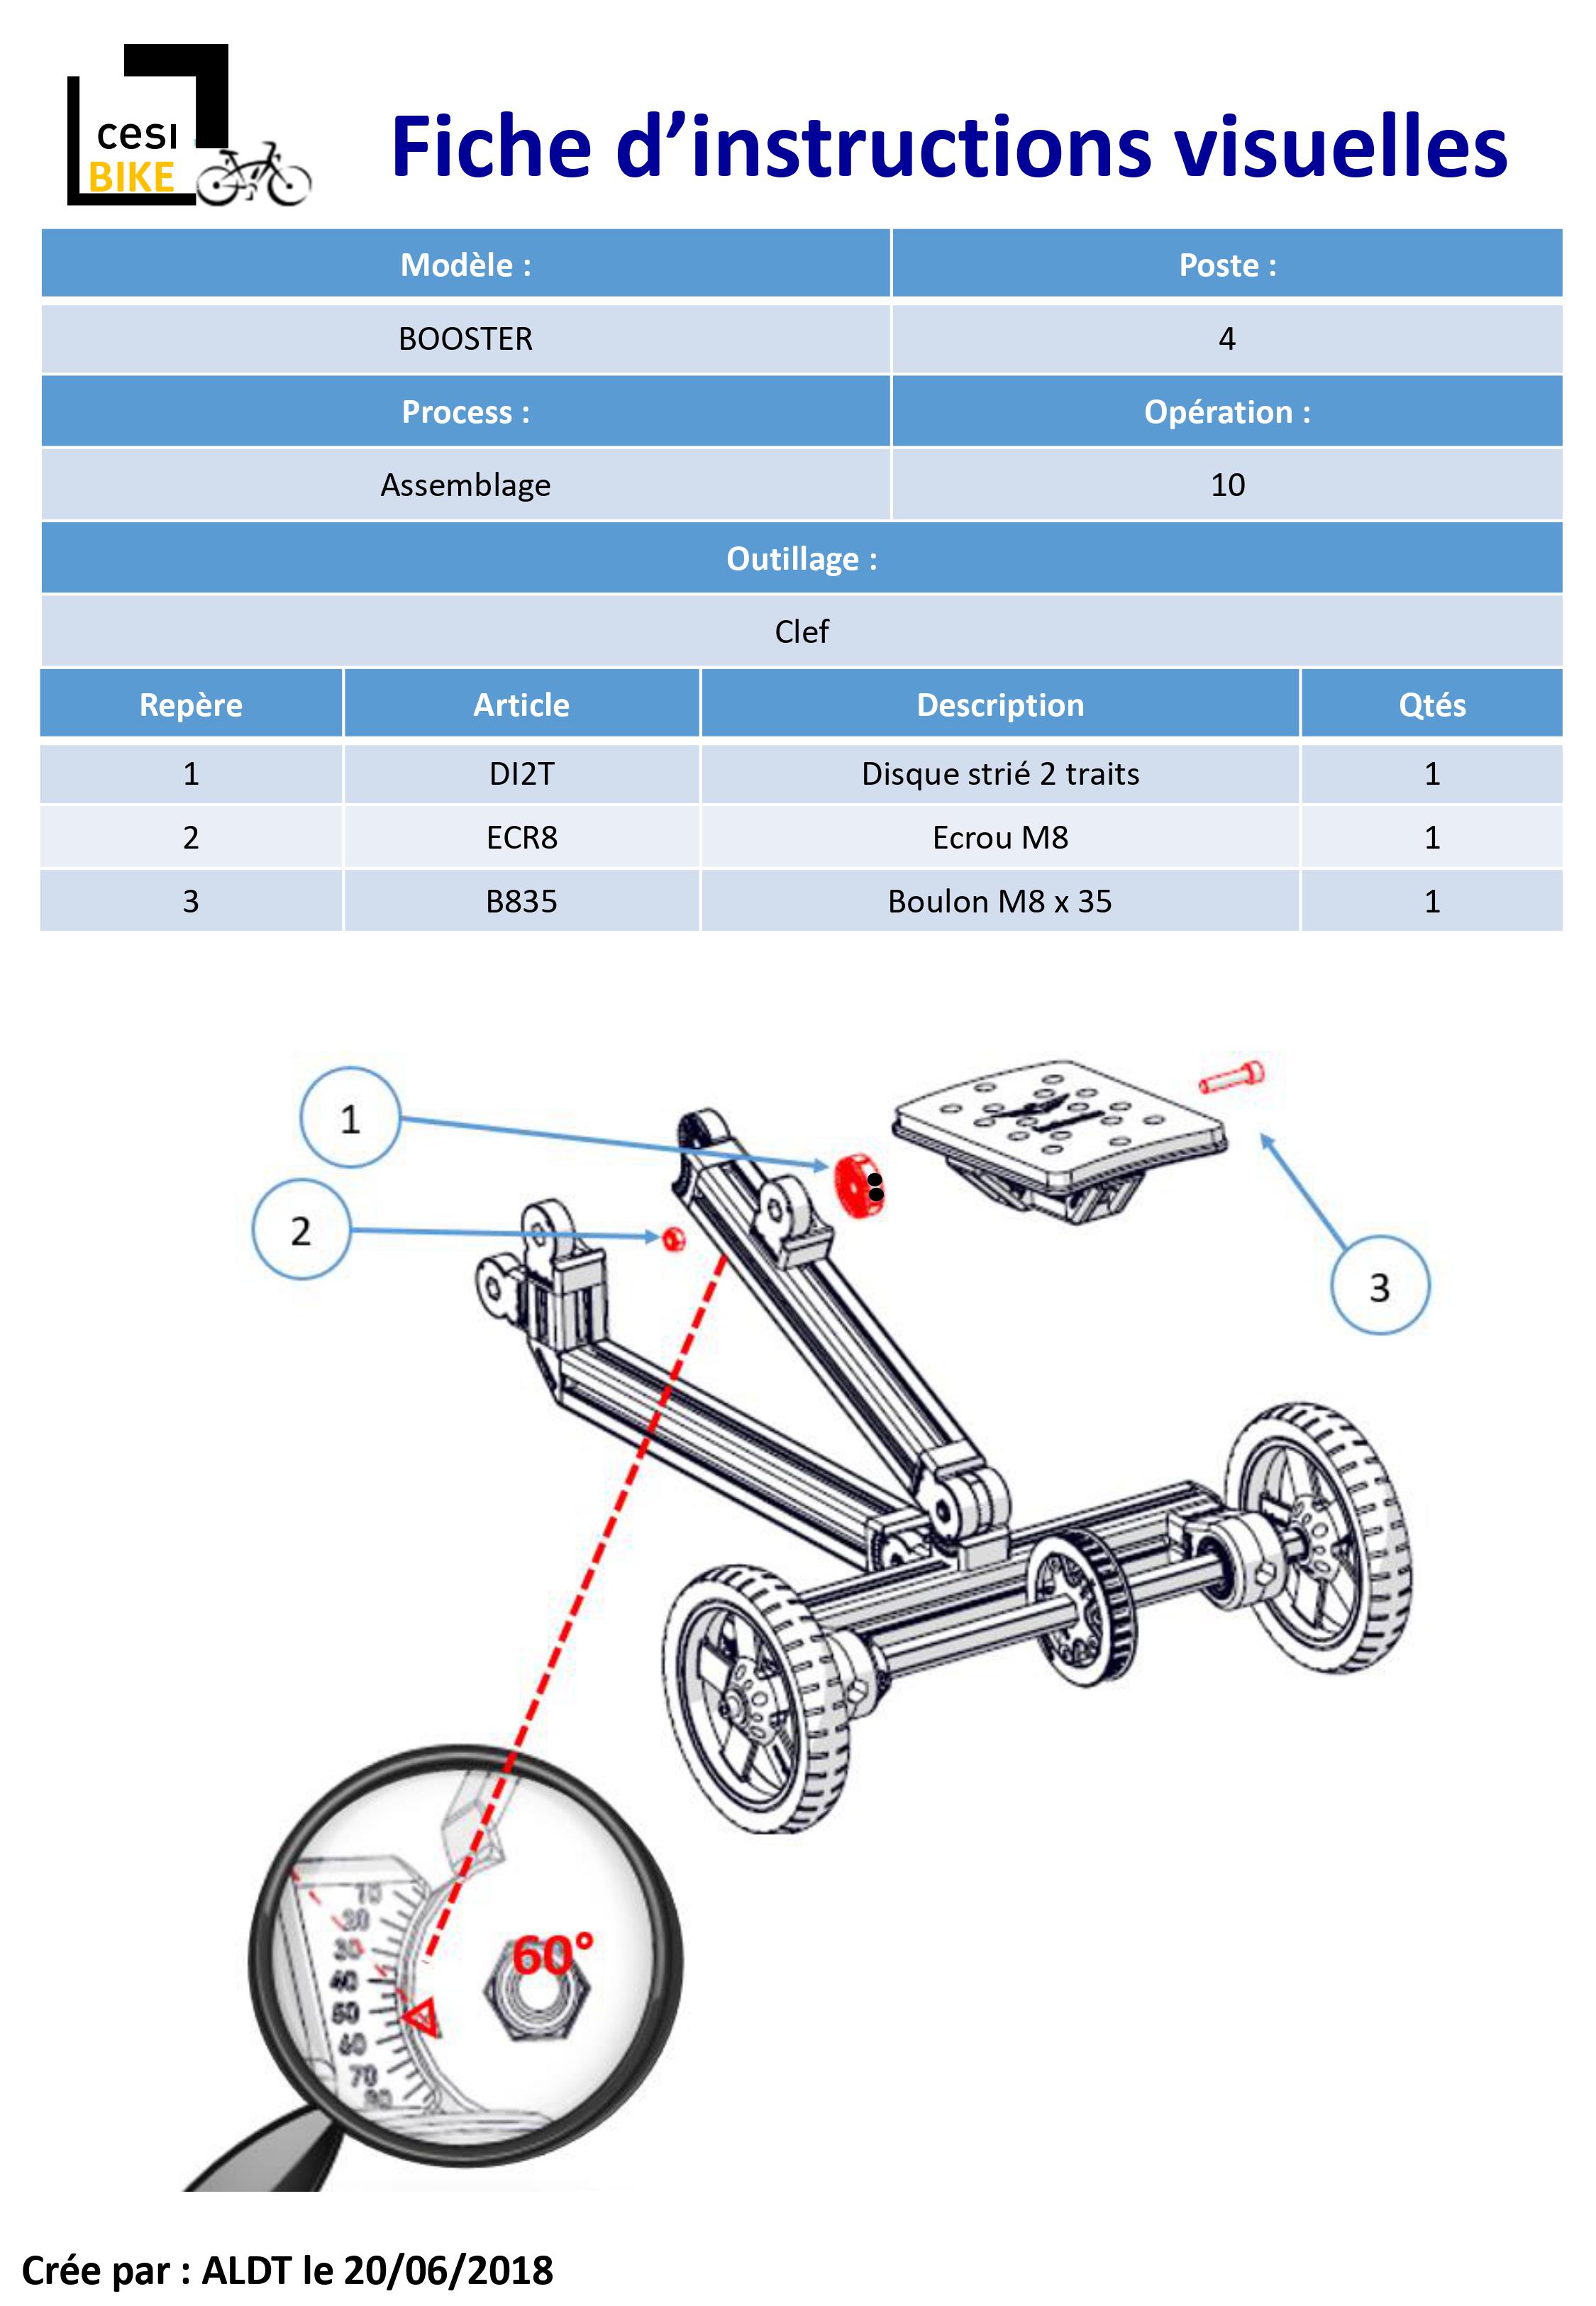 cesi
BIKE
Fiche d’instructions visuelles
Modèle : Poste :
BOOSTER 4
Process : Opération :
Assemblage 10
Outillage :
Clef
Repère Article Description Qtés
1 DI2T Disque strié 2 traits 1
2 ECR8 Ecrou M8 1
3 B835 Boulon M8 x 35 1
1
2
3
10
20
30
60°
40
50
60
70
80
Crée par : ALDT le 20/06/2018